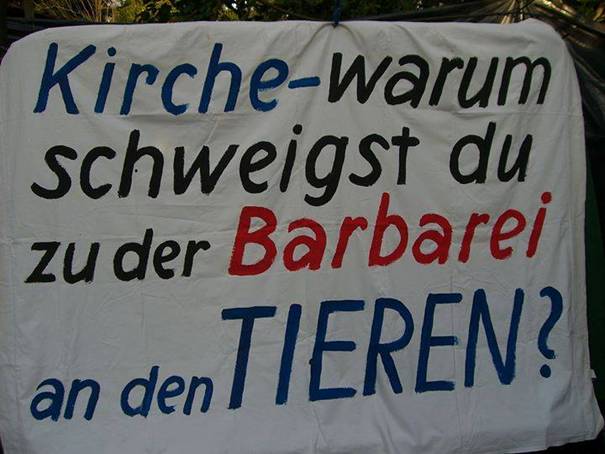 Kirche-warum
schweigst du
zu der Barbarei
an den TIEREN?